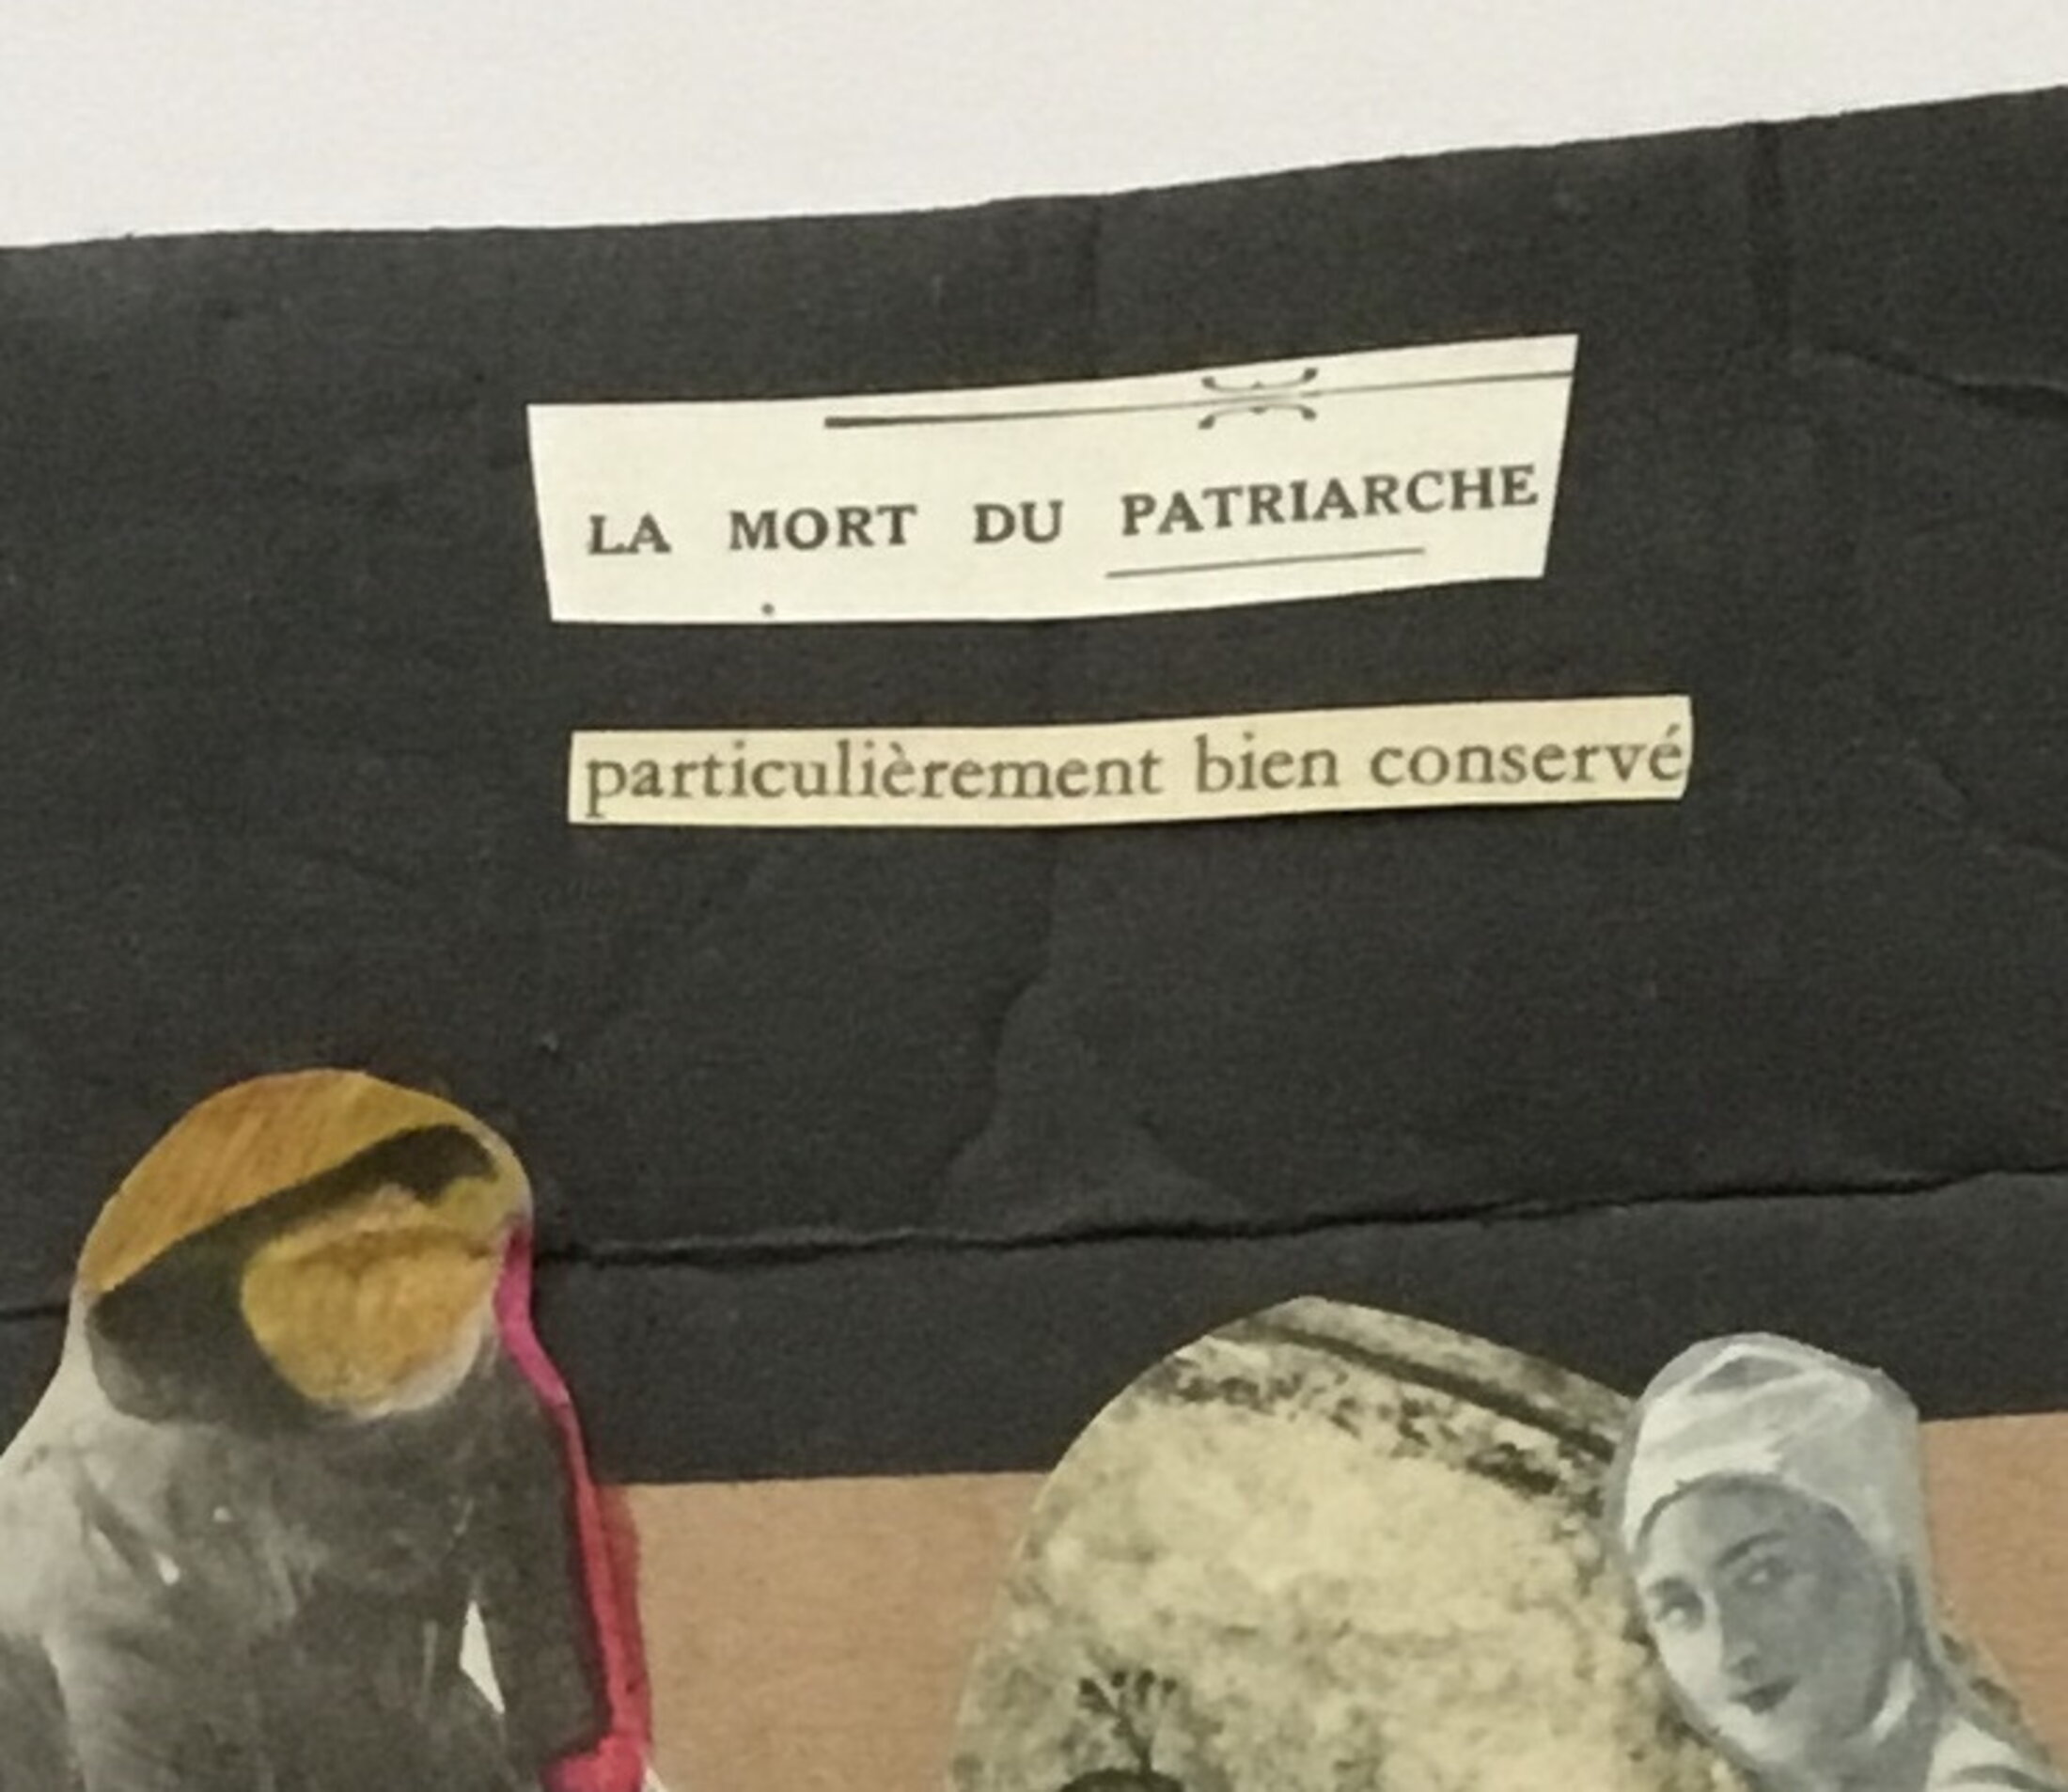 LA MORT DU PATRIARCHE
particulièrement bien conservé